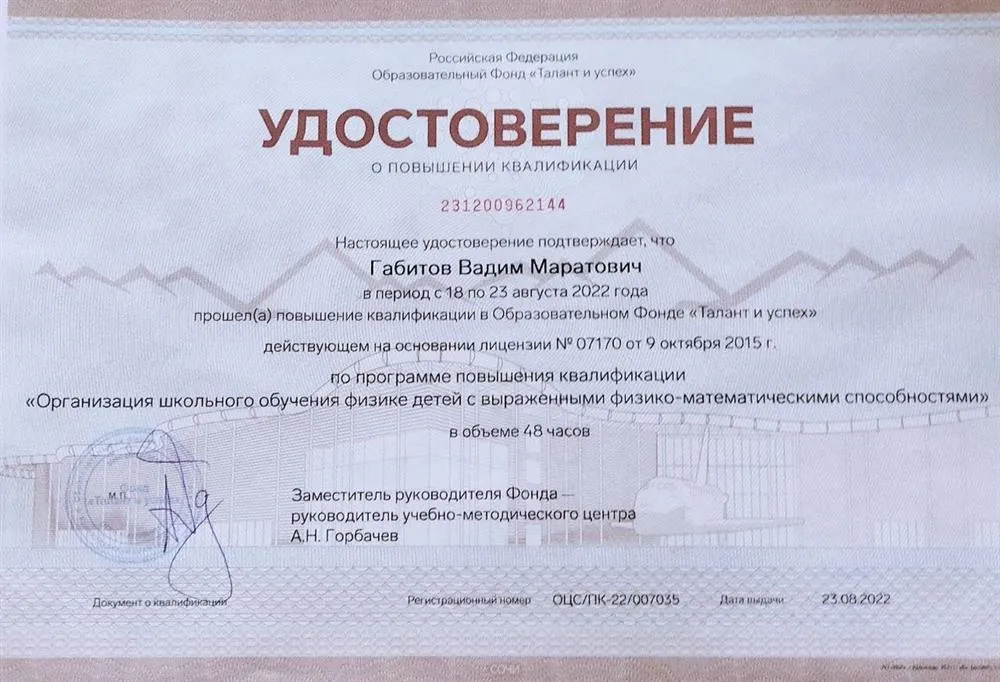 Российская Федерация
Образовательный Фонд «Талант и успех»
УДОСТОВЕРЕНИЕ
О ПОВЫШЕНИИ КВАЛИФИКАЦИИ
231200962144
Настоящее удостоверение подтверждает, что
Габитов Вадим Маратович
в период с 18 по 23 августа 2022 года
прошел(а) повышение квалификации в Образовательном Фонде «Талант и успех»
действующем на основании лицензии № 07170 от 9 октября 2015 г.
по программе повышения квалификации
«Организация школьного обучения физике детей с выраженными физико-математическими способностями»
в объеме 48 часов
М.П.
Фонд
«Талант и успех»
Заместитель руководителя Фонда —
руководитель учебно-методического центра
А.Н. Горбачев
Документ о квалификации
Регистрационный номер ОЦС/ПК-22/007035 Дата выдачи 23.08.2022
СОЧИ